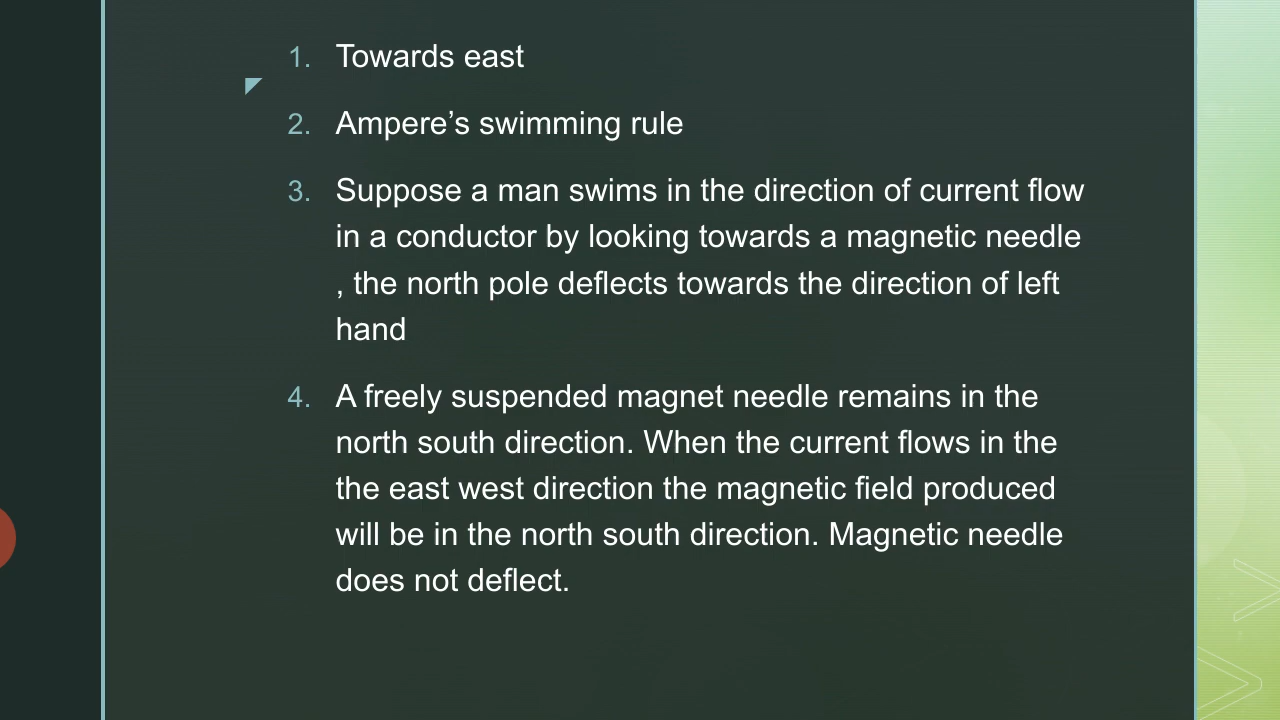 1. Towards east
2. Ampere’s swimming rule
3. Suppose a man swims in the direction of current flow
in a conductor by looking towards a magnetic needle
, the north pole deflects towards the direction of left
hand
4. A freely suspended magnet needle remains in the
north south direction. When the current flows in the
the east west direction the magnetic field produced
will be in the north south direction. Magnetic needle
does not deflect.